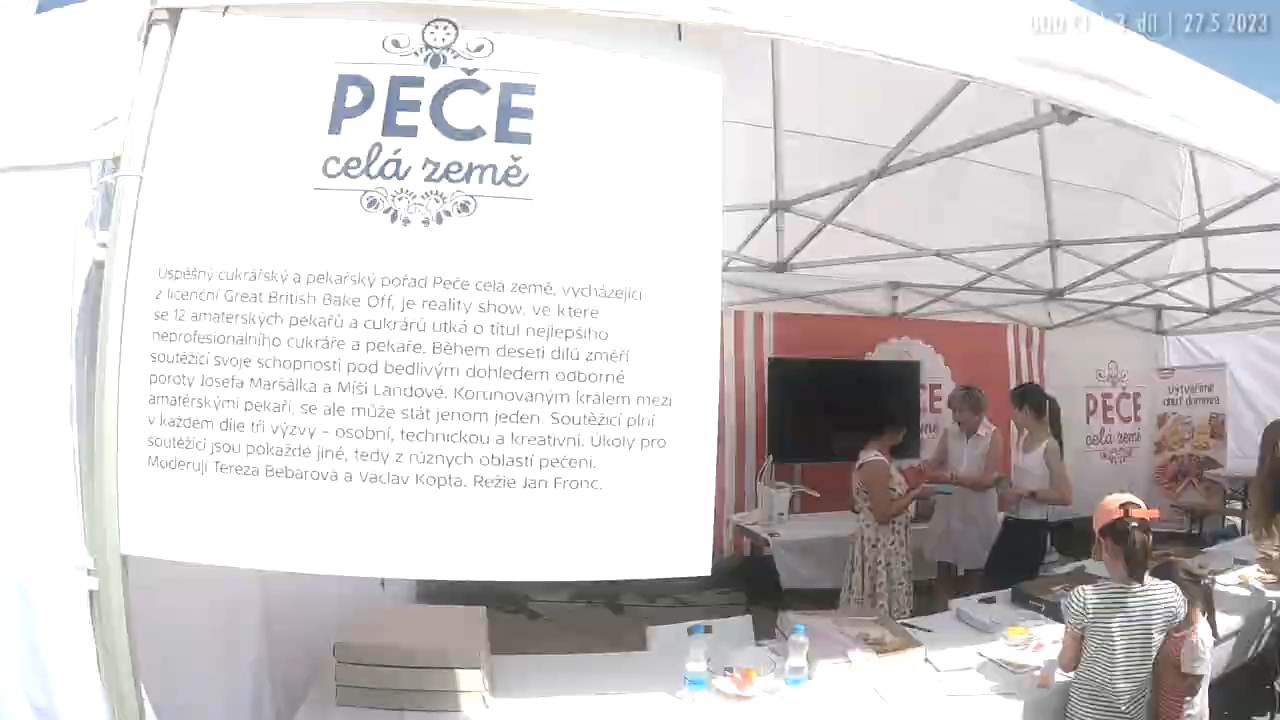 PEČE
celá země
Úspěšný cukrářský a pekařský pořad Peče celá země, vycházející
z licenční Great British Bake Off, je reality show, ve které
se 12 amatérských pekařů a cukrářů utká o titul nejlepšího
neprofesionálního cukráře a pekaře. Během deseti dílů změří
soutěžící svoje schopnosti pod bedlivým dohledem odborné
poroty Josefa Maršálka a Míši Landové. Korunovaným králem mezi
amatérskými pekaři, se ale může stát jenom jeden. Soutěžící plní
v každém díle tři výzvy – osobní, technickou a kreativní. Úkoly pro
soutěžící jsou pokaždé jiné, tedy z různých oblastí pečení.
Moderují Tereza Bebarová a Václav Kopta. Režie Jan Fronc.
díl | 27.5.2023
PEČE
celá země
Vytváříme
chuť domova